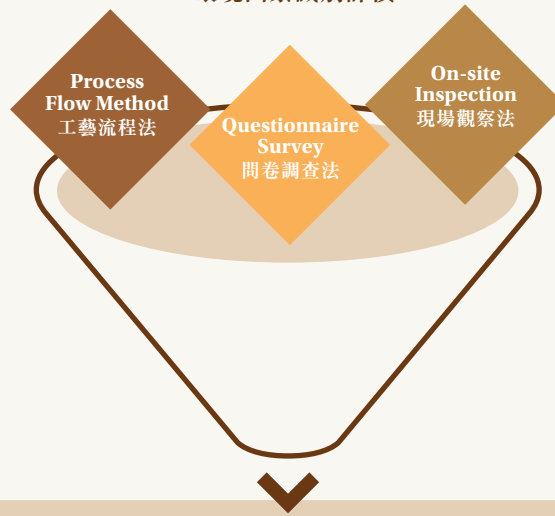 Process
Flow Method
工藝流程法
Questionnaire
Survey
問卷調查法
On-site
Inspection
現場觀察法